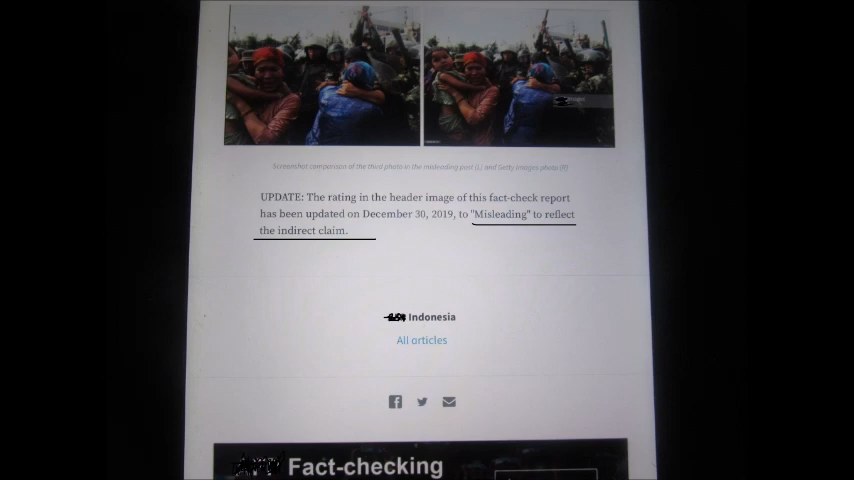 Screenshot comparison of the third photo in the misleading post (L) and Getty Images photo (R)
UPDATE: The rating in the header image of this fact-check report
has been updated on December 30, 2019, to "Misleading" to reflect
the indirect claim.
Indonesia
All articles
Fact-checking